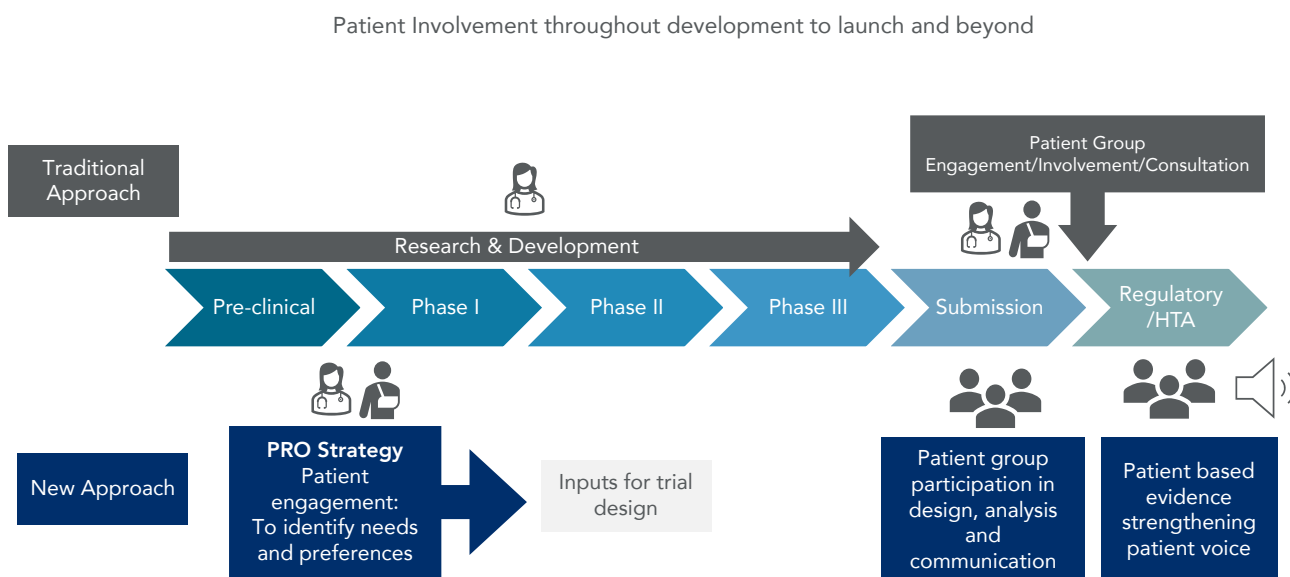 Patient Involvement throughout development to launch and beyond
Traditional
Approach
Patient Group
Engagement/Involvement/Consultation
Research & Development
Pre-clinical
Phase I
Phase II
Phase III
Submission
Regulatory
/HTA
New Approach
PRO Strategy
Patient
engagement:
To identify needs
and preferences
Inputs for trial
design
Patient group
participation in
design, analysis
and
communication
Patient based
evidence
strengthening
patient voice